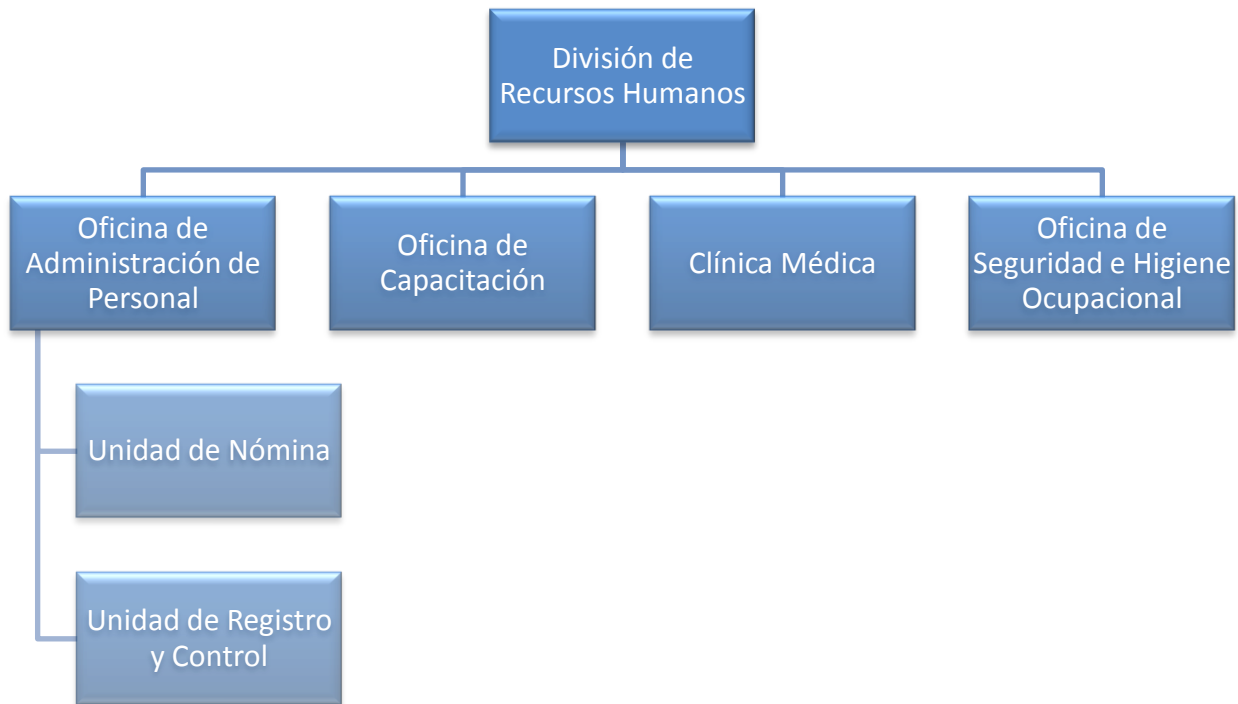 División de
Recursos Humanos
Oficina de
Administración de
Personal
Oficina de
Capacitación
Clínica Médica
Oficina de
Seguridad e Higiene
Ocupacional
Unidad de Nómina
Unidad de Registro
y Control